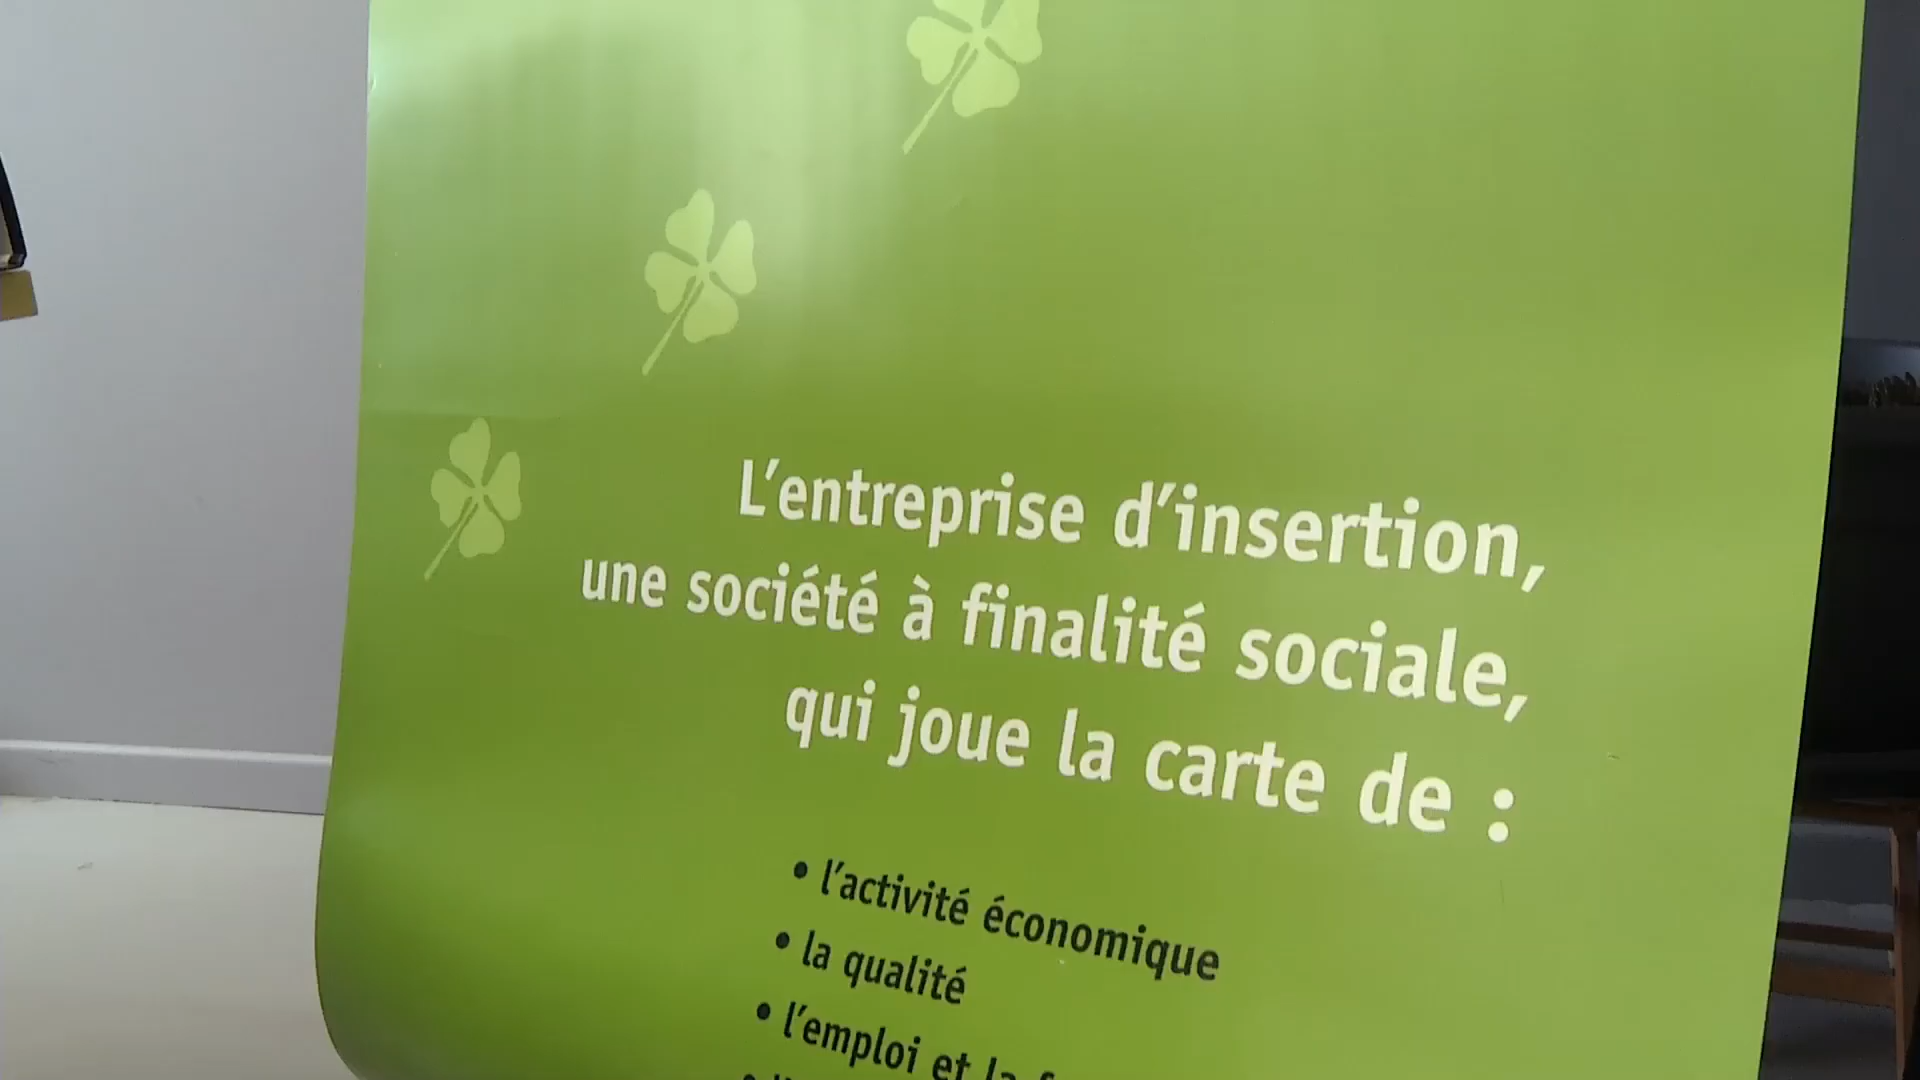 L'entreprise d'insertion,
une société à finalité sociale,
qui joue la carte de :
• l'activité économique
• la qualité
• l'emploi et la